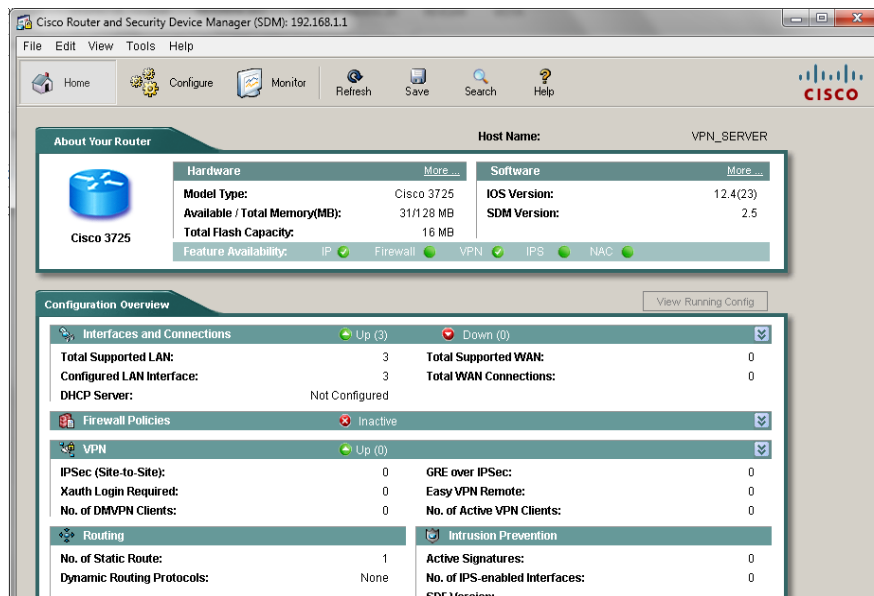 Cisco Router and Security Device Manager (SDM): 192.168.1.1
File Edit View Tools Help
Home Configure Monitor Refresh Save Search Help
CISCO
About Your Router
Host Name: VPN_SERVER
Hardware More ... Software More ...
Model Type: Cisco 3725 IOS Version: 12.4(23)
Available / Total Memory(MB): 31/128 MB SDM Version: 2.5
Total Flash Capacity: 16 MB
Cisco 3725
Feature Availability: IP Firewall VPN IPS NAC
Configuration Overview View Running Config
Interfaces and Connections Up (3) Down (0)
Total Supported LAN: 3 Total Supported WAN: 0
Configured LAN Interface: 3 Total WAN Connections: 0
DHCP Server: Not Configured
Firewall Policies Inactive
VPN Up (0)
IPSec (Site-to-Site): 0 GRE over IPSec: 0
Xauth Login Required: 0 Easy VPN Remote: 0
No. of DMVPN Clients: 0 No. of Active VPN Clients: 0
Routing Intrusion Prevention
No. of Static Route: 1 Active Signatures: 0
Dynamic Routing Protocols: None No. of IPS-enabled Interfaces: 0
SDF Version: